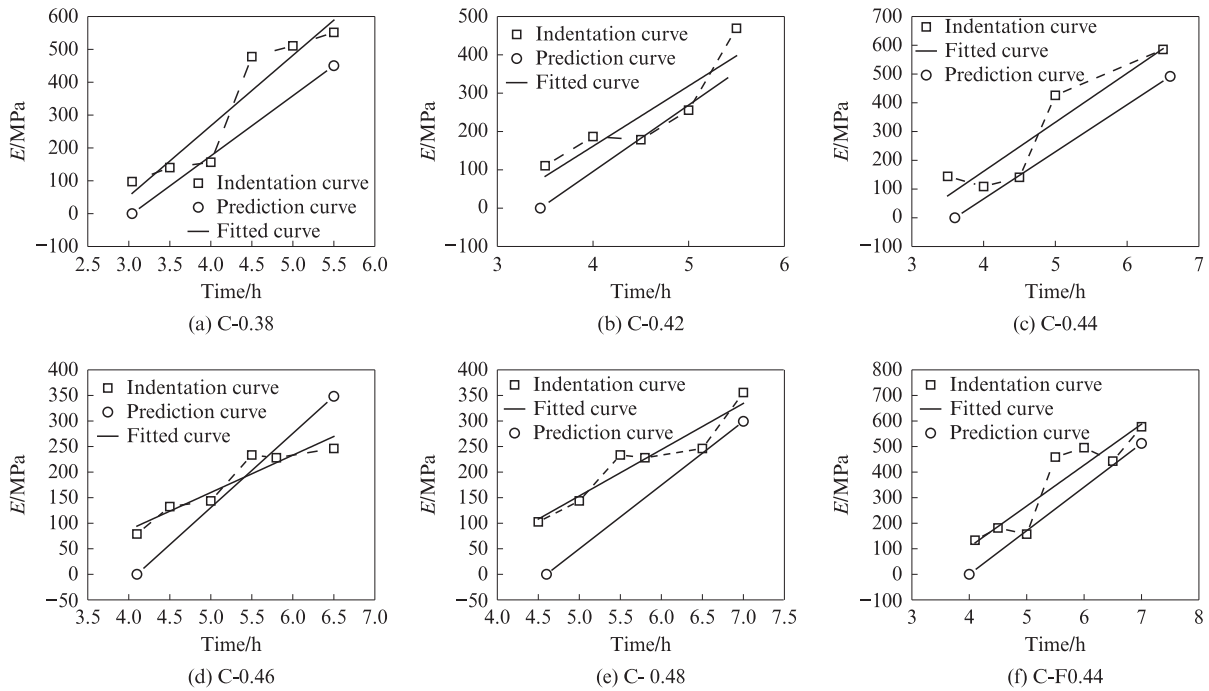 600
500
400
300
200
100
0
−100
E/MPa
Indentation curve
Prediction curve
Fitted curve
2.5 3.0 3.5 4.0 4.5 5.0 5.5 6.0
Time/h
(a) C-0.38
500
400
300
200
100
0
−100
E/MPa
Indentation curve
Prediction curve
Fitted curve
3 4 5 6
Time/h
(b) C-0.42
700
600
500
400
300
200
100
0
−100
E/MPa
Indentation curve
Fitted curve
Prediction curve
3 4 5 6 7
Time/h
(c) C-0.44
400
350
300
250
200
150
100
50
0
−50
E/MPa
Indentation curve
Prediction curve
Fitted curve
3.5 4.0 4.5 5.0 5.5 6.0 6.5 7.0
Time/h
(d) C-0.46
400
350
300
250
200
150
100
50
0
−50
E/MPa
Indentation curve
Fitted curve
Prediction curve
4.0 4.5 5.0 5.5 6.0 6.5 7.0 7.5
Time/h
(e) C- 0.48
800
700
600
500
400
300
200
100
0
−100
E/MPa
Indentation curve
Fitted curve
Prediction curve
3 4 5 6 7 8
Time/h
(f) C-F0.44